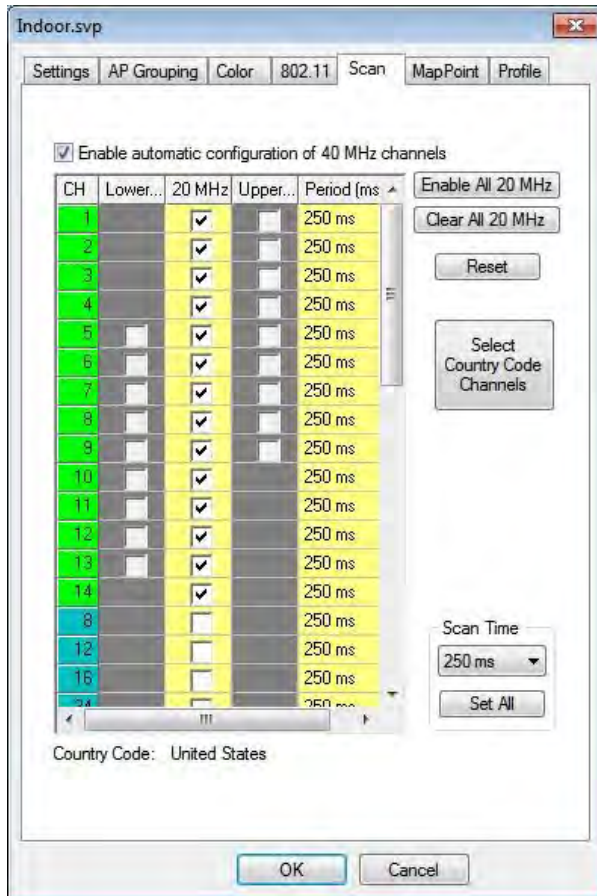 Indoor.svp
Settings AP Grouping Color 802.11 Scan MapPoint Profile
Enable automatic configuration of 40 MHz channels
CH Lower... 20 MHz Upper... Period (ms
1 250 ms
2 250 ms
3 250 ms
4 250 ms
5 250 ms
6 250 ms
7 250 ms
8 250 ms
9 250 ms
10 250 ms
11 250 ms
12 250 ms
13 250 ms
14 250 ms
8 250 ms
12 250 ms
16 250 ms
34 250 ms
Enable All 20 MHz
Clear All 20 MHz
Reset
Select
Country Code
Channels
Scan Time
250 ms
Set All
Country Code: United States
OK Cancel